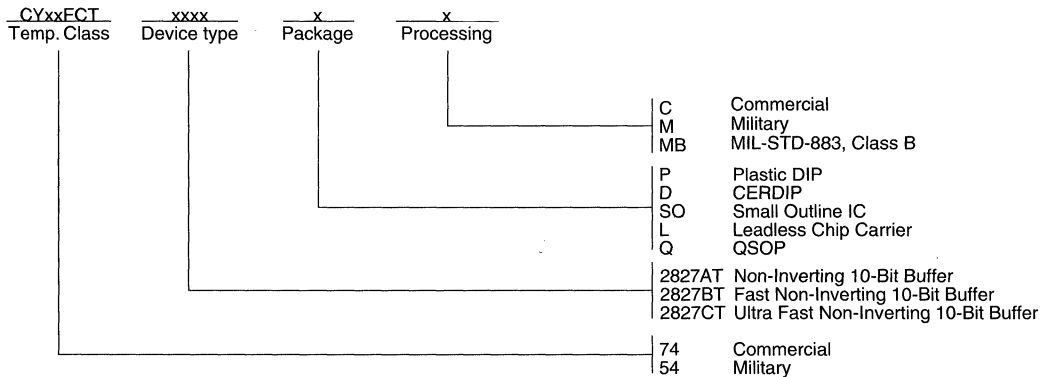 CYxxFCT xxxx x x
Temp. Class Device type Package Processing
C Commercial
M Military
MB MIL-STD-883, Class B
P Plastic DIP
D CERDIP
SO Small Outline IC
L Leadless Chip Carrier
Q QSOP
2827AT Non-Inverting 10-Bit Buffer
2827BT Fast Non-Inverting 10-Bit Buffer
2827CT Ultra Fast Non-Inverting 10-Bit Buffer
74 Commercial
54 Military